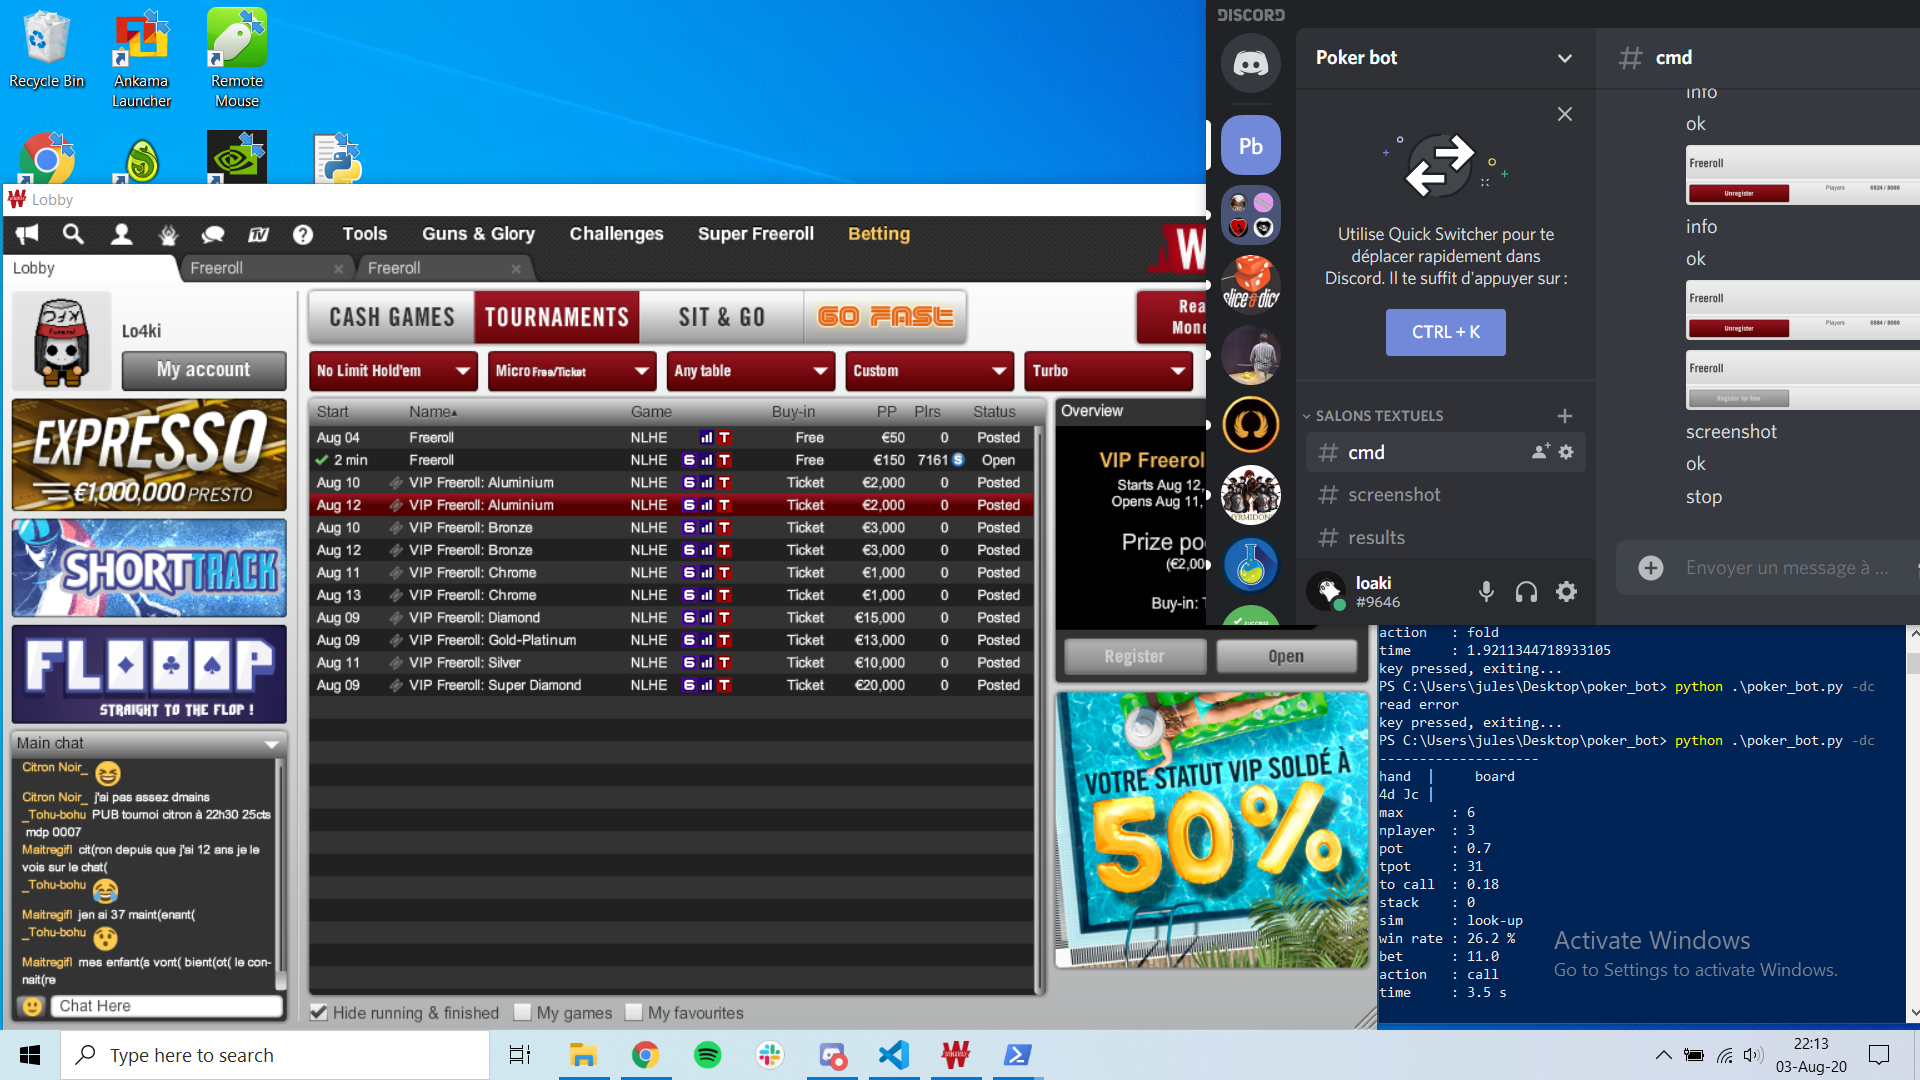 Recycle Bin
Ankama
Launcher
Remote
Mouse
Lobby
Tools
Guns & Glory
Challenges
Super Freeroll
Betting
Lobby
Freeroll
Freeroll
Lo4ki
My account
CASH GAMES
TOURNAMENTS
SIT & GO
GO FAST
Rea
Mone
No Limit Hold'em
Micro Free/Ticket
Any table
Custom
Turbo
Start Name Game Buy-in PP Plrs Status
Aug 04 Freeroll NLHE T Free €50 0 Posted
2 min Freeroll NLHE 6 T Free €150 7161 S Open
Aug 10 VIP Freeroll: Aluminium NLHE 6 T Ticket €2,000 0 Posted
Aug 12 VIP Freeroll: Aluminium NLHE 6 T Ticket €2,000 0 Posted
Aug 10 VIP Freeroll: Bronze NLHE 6 T Ticket €3,000 0 Posted
Aug 12 VIP Freeroll: Bronze NLHE 6 T Ticket €3,000 0 Posted
Aug 11 VIP Freeroll: Chrome NLHE 6 T Ticket €1,000 0 Posted
Aug 13 VIP Freeroll: Chrome NLHE 6 T Ticket €1,000 0 Posted
Aug 09 VIP Freeroll: Diamond NLHE 6 T Ticket €15,000 0 Posted
Aug 09 VIP Freeroll: Gold-Platinum NLHE 6 T Ticket €13,000 0 Posted
Aug 11 VIP Freeroll: Silver NLHE 6 T Ticket €10,000 0 Posted
Aug 09 VIP Freeroll: Super Diamond NLHE 6 T Ticket €20,000 0 Posted
Hide running & finished
My games
My favourites
EXPRESSO
€1,000,000 PRESTO
SHORTTRACK
FLOOOP
STRAIGHT TO THE FLOP !
Main chat
Citron Noir_
Citron Noir_ j'ai pas assez dmains
_Tohu-bohu PUB tournoi citron à 22h30 25cts
mdp 0007
Maitregifl cit(ron depuis que j'ai 12 ans je le
vois sur le chat(
_Tohu-bohu
Maitregifl jen ai 37 maint(enant(
_Tohu-bohu
Maitregifl mes enfant(s vont( bient(ot( le con-
nait(re
Chat Here
Overview
VIP Freerol
Starts Aug 12,
Opens Aug 11,
Prize po
(€2,00
Buy-in: T
Register
Open
VOTRE STATUT VIP SOLDÉ À
50%
DISCORD
Pb
Poker bot
Utilise Quick Switcher pour te
déplacer rapidement dans
Discord. Il te suffit d'appuyer sur :
CTRL + K
SALONS TEXTUELS
# cmd
# screenshot
# results
loaki
#9646
# cmd
info
ok
Freeroll
Unregister Players 6924 / 8000
info
ok
Freeroll
Unregister Players 6984 / 8000
Freeroll
Register for free
screenshot
ok
stop
Envoyer un message à ...
action : fold
time : 1.9211344718933105
key pressed, exiting...
PS C:\Users\jules\Desktop\poker_bot> python .\poker_bot.py -dc
read error
key pressed, exiting...
PS C:\Users\jules\Desktop\poker_bot> python .\poker_bot.py -dc
--------------------
hand | board
4d Jc |
max : 6
nplayer : 3
pot : 0.7
tpot : 31
to call : 0.18
stack : 0
sim : look-up
win rate : 26.2 %
bet : 11.0
action : call
time : 3.5 s
Activate Windows
Go to Settings to activate Windows.
Type here to search
22:13
03-Aug-20